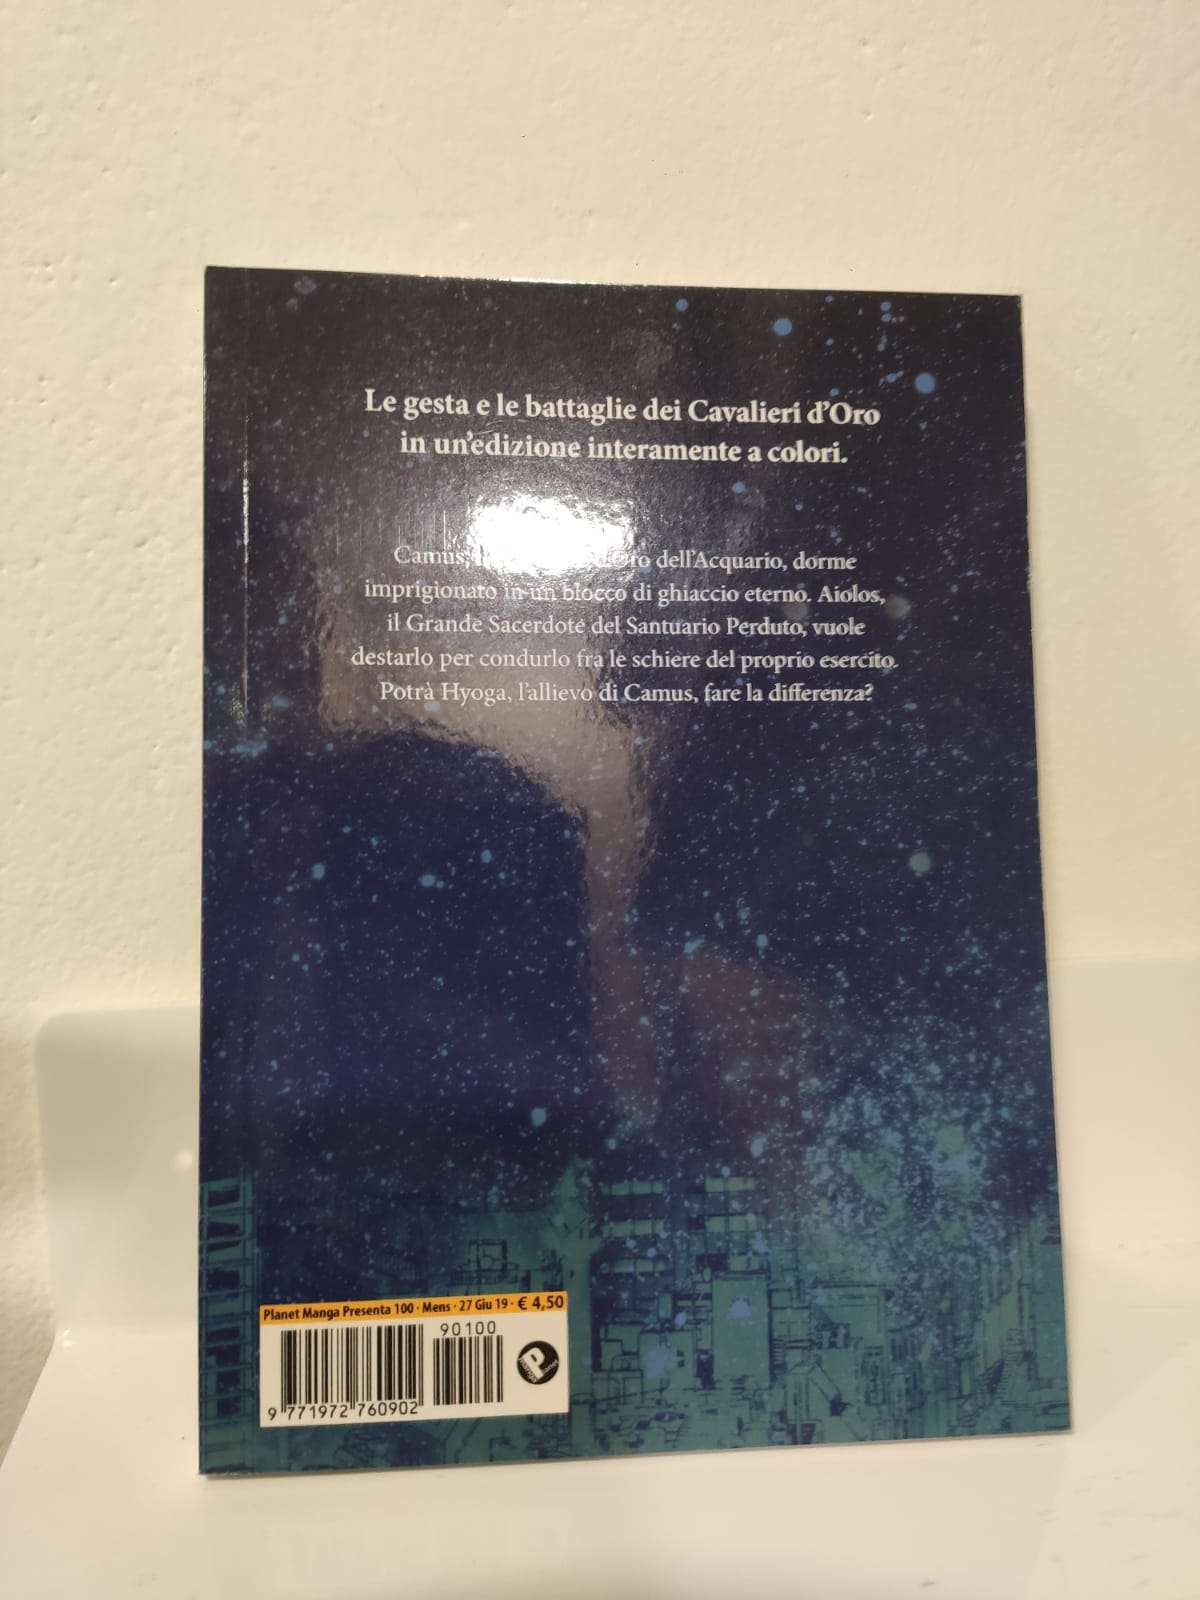 Le gesta e le battaglie dei Cavalieri d'Oro
in un'edizione interamente a colori.
Camus, dell'Acquario, dorme
imprigionato in un blocco di ghiaccio eterno. Aiolos,
il Grande Sacerdote del Santuario Perduto, vuole
destarlo per condurlo fra le schiere del proprio esercito.
Potrà Hyoga, l'allievo di Camus, fare la differenza?
Planet Manga Presenta 100 · Mens · 27 Giu 19 · € 4,50
90100
P
9 771972 760902